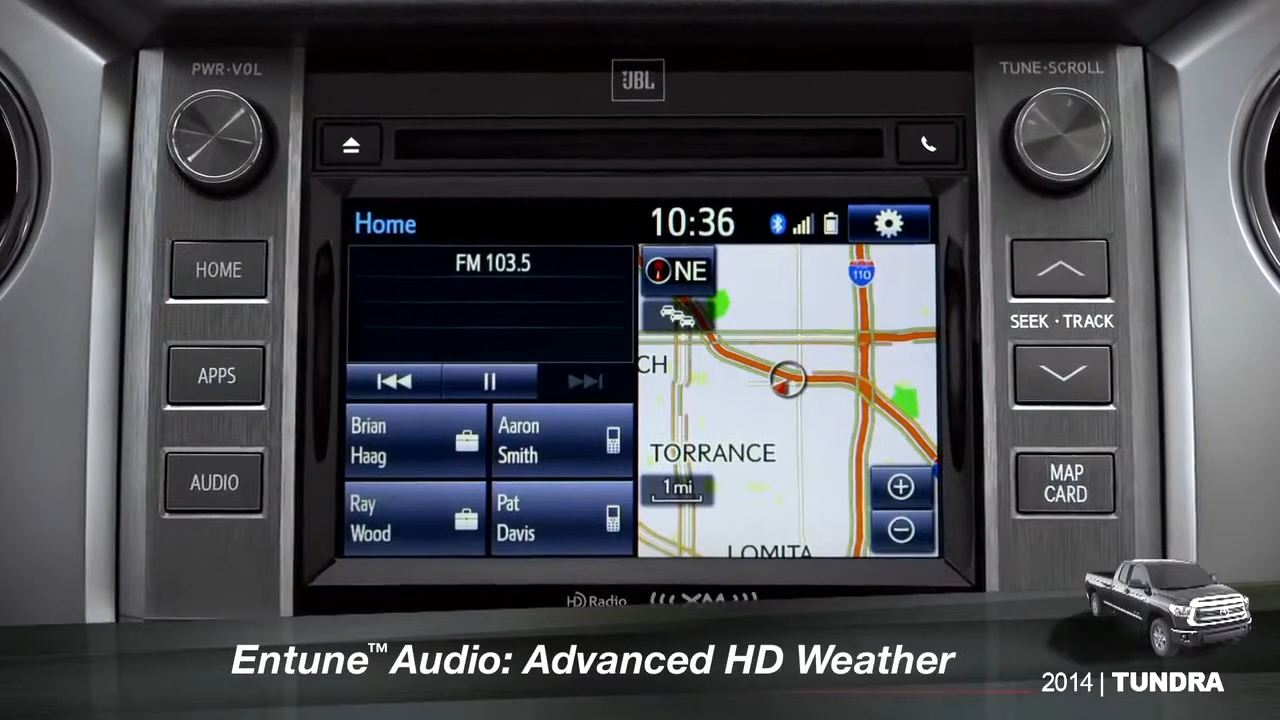 PWR•VOL
JBL
TUNE•SCROLL
Home
10:36
HOME
FM 103.5
NE
110
SEEK • TRACK
APPS
CH
Brian
Haag
Aaron
Smith
TORRANCE
AUDIO
1 mi
MAP
CARD
Ray
Wood
Pat
Davis
LOMITA
HD Radio
XM
Entune™ Audio: Advanced HD Weather
2014 | TUNDRA